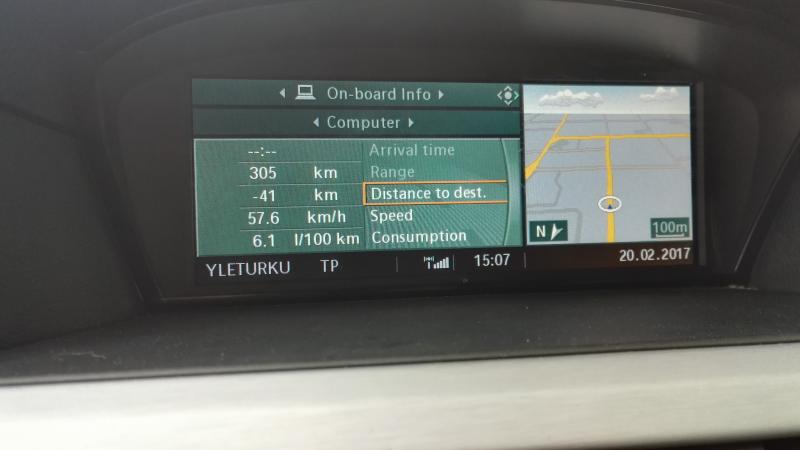 On-board Info
Computer
--:-- Arrival time
305 km Range
-41 km Distance to dest.
57.6 km/h Speed
6.1 l/100 km Consumption
N
100m
YLETURKU TP 15:07 20.02.2017